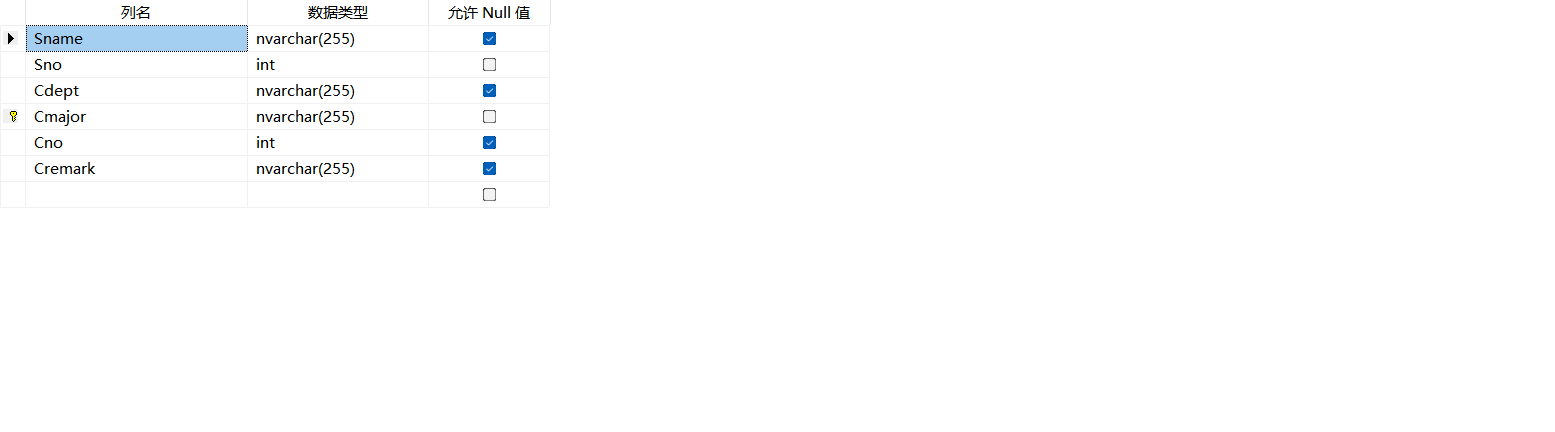 列名 数据类型 允许 Null 值
Sname nvarchar(255)
Sno int
Cdept nvarchar(255)
Cmajor nvarchar(255)
Cno int
Cremark nvarchar(255)